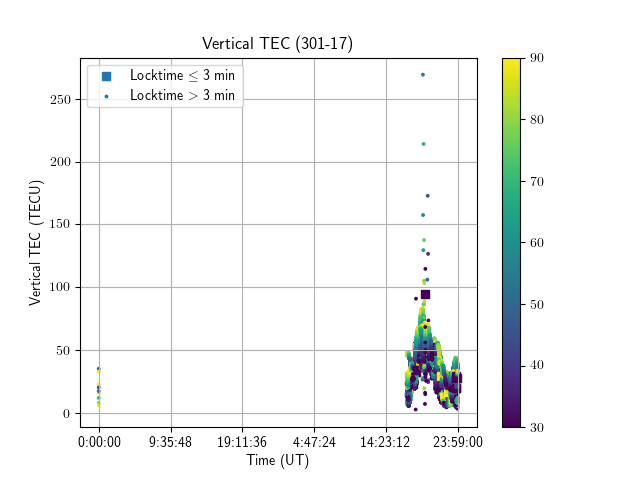 Vertical TEC (301-17)
Locktime ≤ 3 min
Locktime > 3 min
Vertical TEC (TECU)
250
200
150
100
50
0
0:00:00 9:35:48 19:11:36 4:47:24 14:23:12 23:59:00
Time (UT)
90
80
70
60
50
40
30